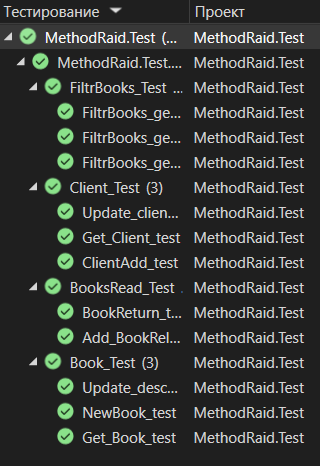 Тестирование Проект
MethodRaid.Test (... MethodRaid.Test
MethodRaid.Test.... MethodRaid.Test
FiltrBooks_Test ... MethodRaid.Test
FiltrBooks_ge... MethodRaid.Test
FiltrBooks_ge... MethodRaid.Test
FiltrBooks_ge... MethodRaid.Test
Client_Test (3) MethodRaid.Test
Update_clien... MethodRaid.Test
Get_Client_test MethodRaid.Test
ClientAdd_test MethodRaid.Test
BooksRead_Test ... MethodRaid.Test
BookReturn_t... MethodRaid.Test
Add_BookRel... MethodRaid.Test
Book_Test (3) MethodRaid.Test
Update_desc... MethodRaid.Test
NewBook_test MethodRaid.Test
Get_Book_test MethodRaid.Test